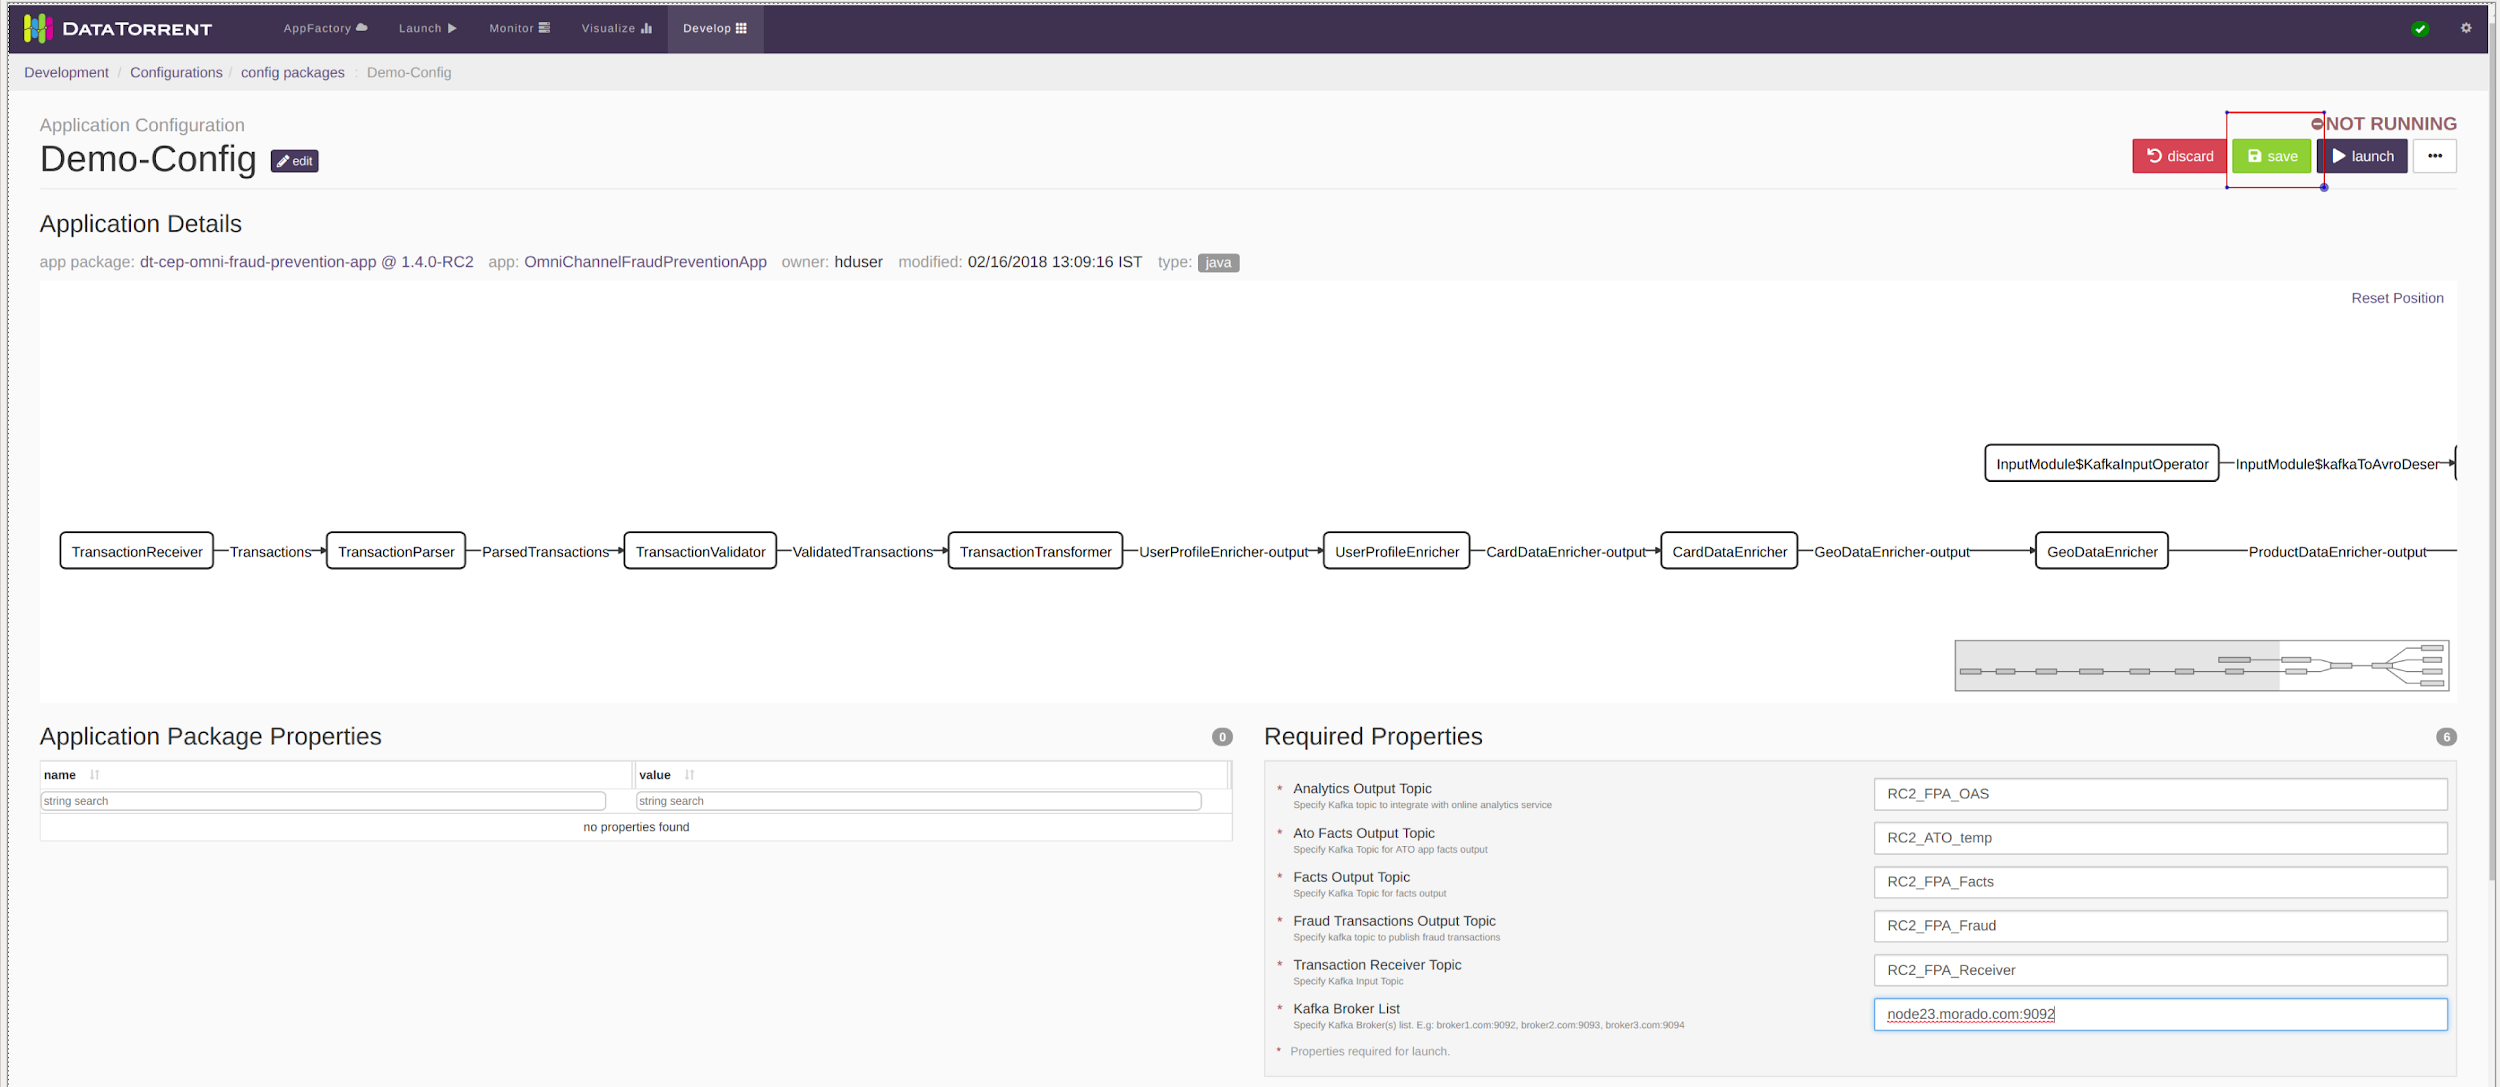 DATATORRENT AppFactory Launch Monitor Visualize Develop
Development / Configurations / config packages : Demo-Config
Application Configuration
NOT RUNNING
Demo-Config edit
discard save launch •••
Application Details
app package: dt-cep-omni-fraud-prevention-app @ 1.4.0-RC2 app: OmniChannelFraudPreventionApp owner: hduser modified: 02/16/2018 13:09:16 IST type: java
Reset Position
InputModule$KafkaInputOperator InputModule$kafkaToAvroDeser
TransactionReceiver Transactions TransactionParser ParsedTransactions TransactionValidator ValidatedTransactions TransactionTransformer UserProfileEnricher-output UserProfileEnricher CardDataEnricher-output CardDataEnricher GeoDataEnricher-output GeoDataEnricher ProductDataEnricher-output
Application Package Properties 0
name value
string search string search
no properties found
Required Properties 6
* Analytics Output Topic RC2_FPA_OAS
Specify Kafka topic to integrate with online analytics service
* Ato Facts Output Topic RC2_ATO_temp
Specify Kafka Topic for ATO app facts output
* Facts Output Topic RC2_FPA_Facts
Specify Kafka Topic for facts output
* Fraud Transactions Output Topic RC2_FPA_Fraud
Specify kafka topic to publish fraud transactions
* Transaction Receiver Topic RC2_FPA_Receiver
Specify Kafka Input Topic
* Kafka Broker List node23.morado.com:9092
Specify Kafka Broker(s) list. E.g: broker1.com:9092, broker2.com:9093, broker3.com:9094
* Properties required for launch.